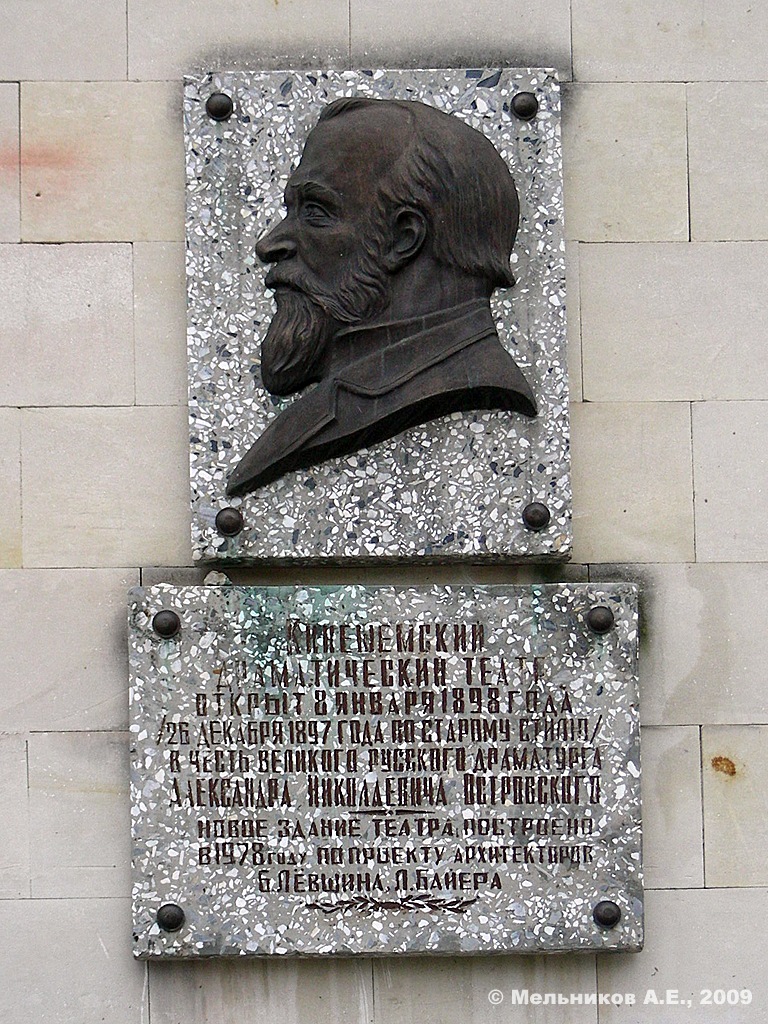 КИНЕШЕМСКИЙ
ДРАМАТИЧЕСКИЙ ТЕАТР
ОТКРЫТ 8 ЯНВАРЯ 1898 ГОДА
/26 ДЕКАБРЯ 1897 ГОДА ПО СТАРОМУ СТИЛЮ/
В ЧЕСТЬ ВЕЛИКОГО РУССКОГО ДРАМАТУРГА
АЛЕКСАНДРА НИКОЛАЕВИЧА ОСТРОВСКОГО
НОВОЕ ЗДАНИЕ ТЕАТРА ПОСТРОЕНО
В 1978 ГОДУ ПО ПРОЕКТУ АРХИТЕКТОРОВ
Б.ЛЁВШИНА, Л.БАЙЕРА
© Мельников А.Е., 2009